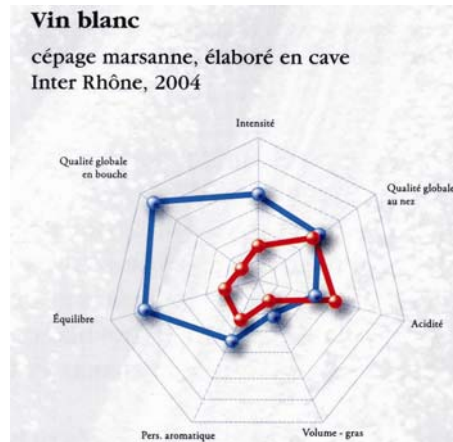 Vin blanc
cépage marsanne, élaboré en cave
Inter Rhône, 2004
Intensité
Qualité globale
en bouche
Qualité globale
au nez
Équilibre
Acidité
Pers. aromatique
Volume - gras